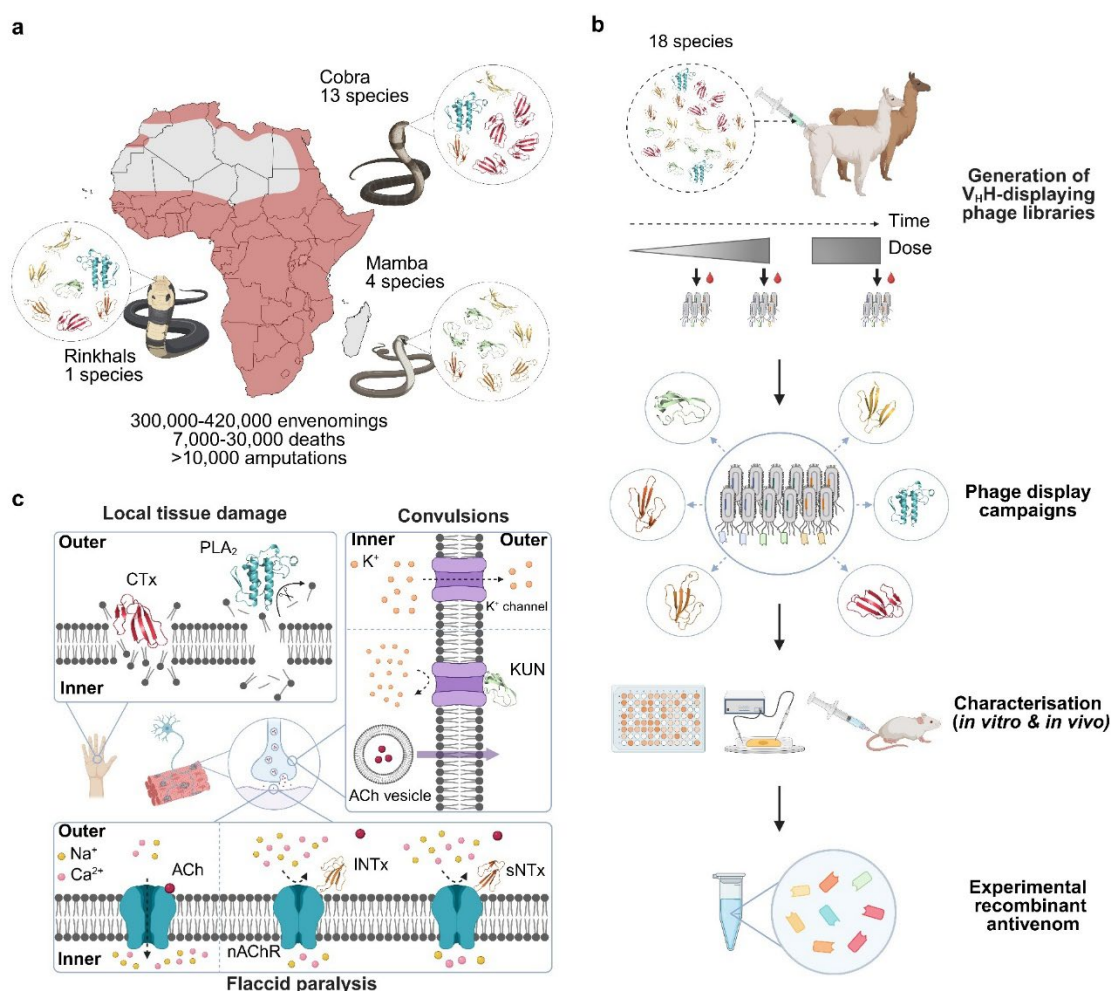 a
Cobra
13 species
Mamba
4 species
Rinkhals
1 species
300,000-420,000 envenomings
7,000-30,000 deaths
>10,000 amputations
b
18 species
Generation of
VHH-displaying
phage libraries
Time
Dose
Phage display
campaigns
Characterisation
(in vitro & in vivo)
Experimental
recombinant
antivenom
c
Local tissue damage
Outer
PLA2
CTx
Inner
Convulsions
Inner
Outer
K+
K+ channel
KUN
ACh vesicle
Outer
Na+
Ca2+
ACh
lNTx
sNTx
nAChR
Inner
Flaccid paralysis